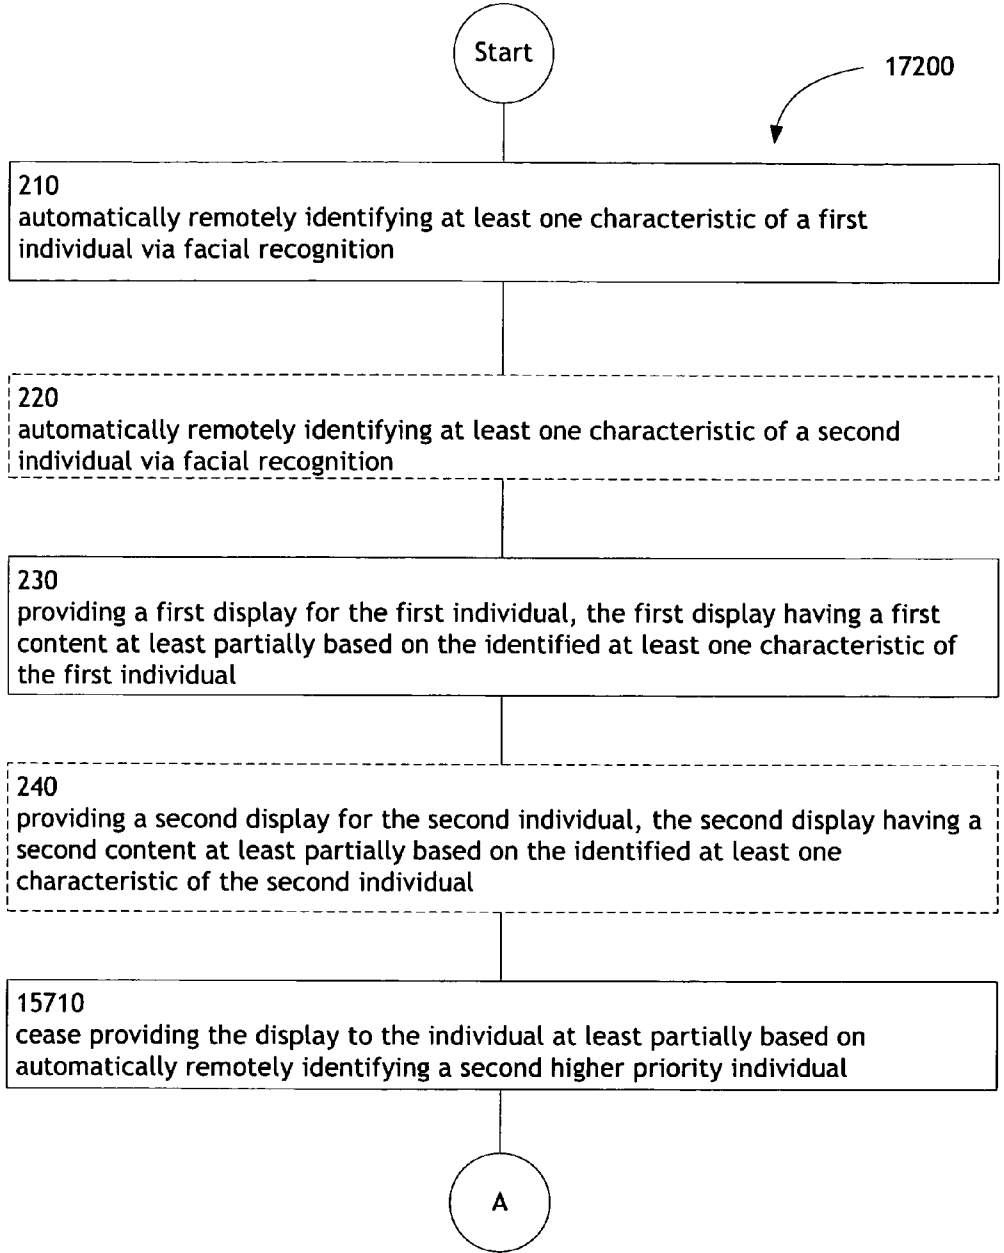 Start
17200
210
automatically remotely identifying at least one characteristic of a first
individual via facial recognition
220
automatically remotely identifying at least one characteristic of a second
individual via facial recognition
230
providing a first display for the first individual, the first display having a first
content at least partially based on the identified at least one characteristic of
the first individual
240
providing a second display for the second individual, the second display having a
second content at least partially based on the identified at least one
characteristic of the second individual
15710
cease providing the display to the individual at least partially based on
automatically remotely identifying a second higher priority individual
A